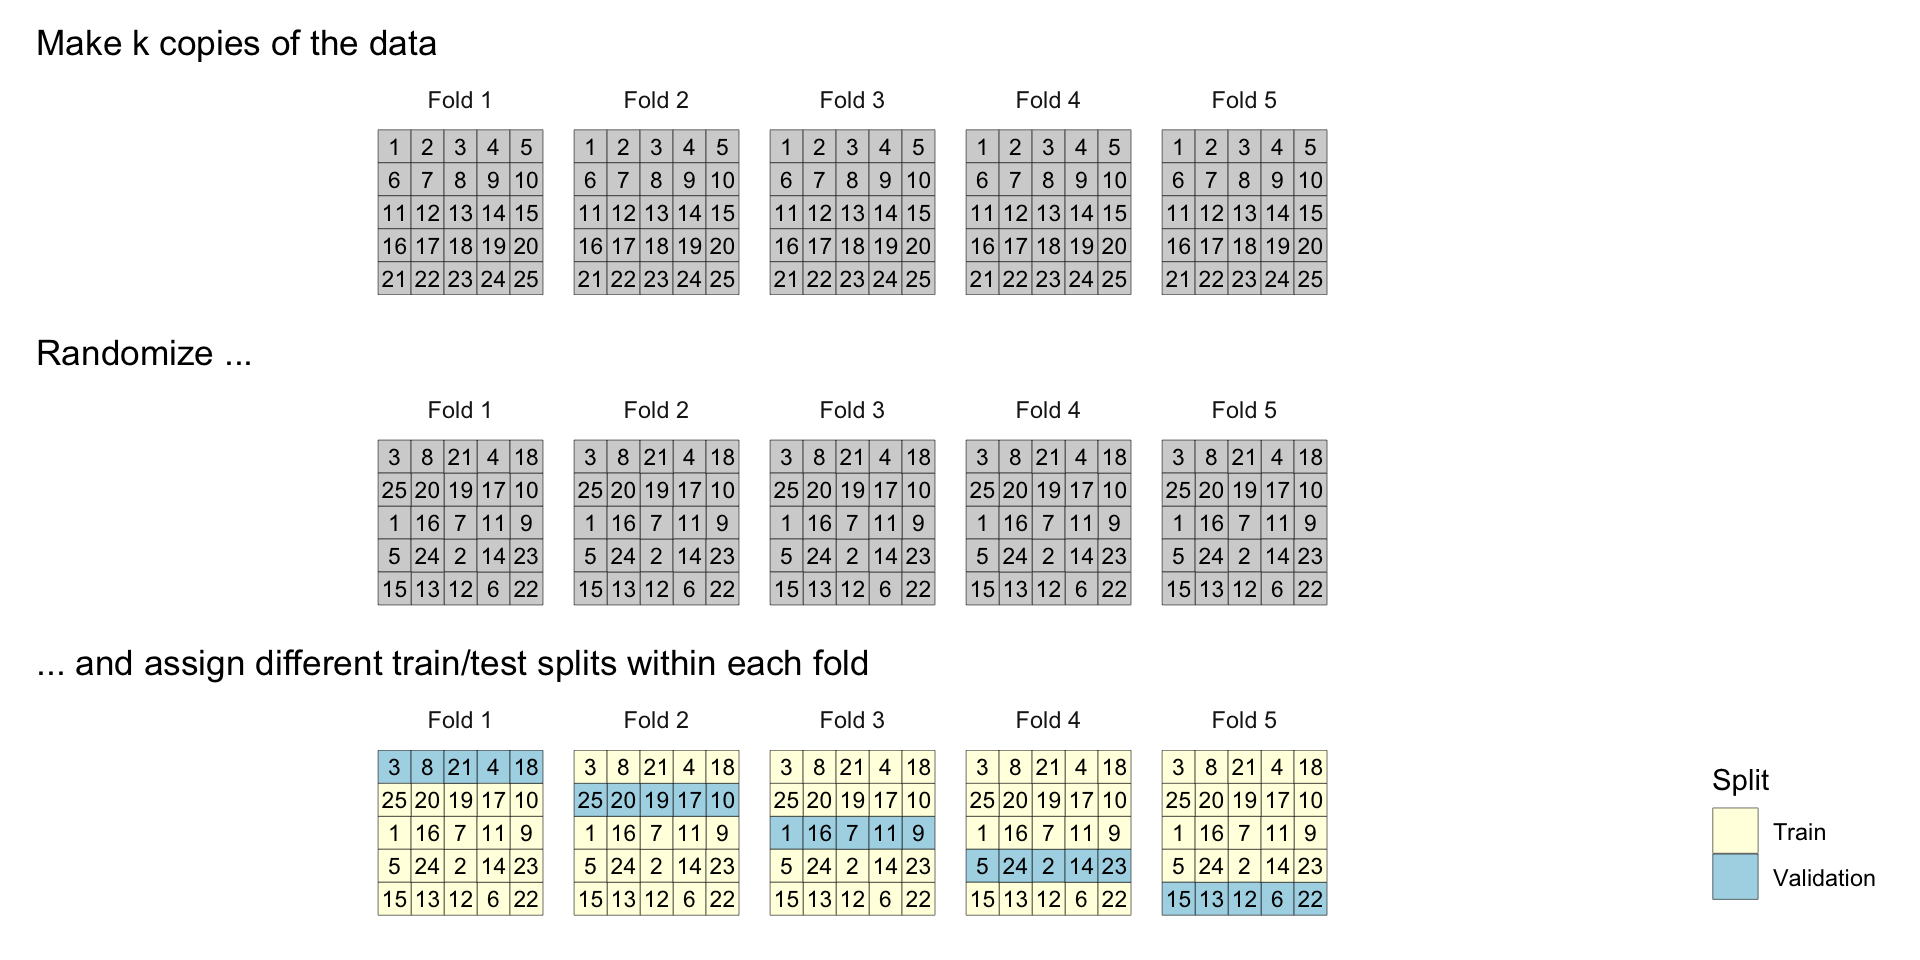 Make k copies of the data
Fold 1 Fold 2 Fold 3 Fold 4 Fold 5
1 2 3 4 5 1 2 3 4 5 1 2 3 4 5 1 2 3 4 5 1 2 3 4 5
6 7 8 9 10 6 7 8 9 10 6 7 8 9 10 6 7 8 9 10 6 7 8 9 10
11 12 13 14 15 11 12 13 14 15 11 12 13 14 15 11 12 13 14 15 11 12 13 14 15
16 17 18 19 20 16 17 18 19 20 16 17 18 19 20 16 17 18 19 20 16 17 18 19 20
21 22 23 24 25 21 22 23 24 25 21 22 23 24 25 21 22 23 24 25 21 22 23 24 25
Randomize ...
Fold 1 Fold 2 Fold 3 Fold 4 Fold 5
3 8 21 4 18 3 8 21 4 18 3 8 21 4 18 3 8 21 4 18 3 8 21 4 18
25 20 19 17 10 25 20 19 17 10 25 20 19 17 10 25 20 19 17 10 25 20 19 17 10
1 16 7 11 9 1 16 7 11 9 1 16 7 11 9 1 16 7 11 9 1 16 7 11 9
5 24 2 14 23 5 24 2 14 23 5 24 2 14 23 5 24 2 14 23 5 24 2 14 23
15 13 12 6 22 15 13 12 6 22 15 13 12 6 22 15 13 12 6 22 15 13 12 6 22
... and assign different train/test splits within each fold
Fold 1 Fold 2 Fold 3 Fold 4 Fold 5
3 8 21 4 18 3 8 21 4 18 3 8 21 4 18 3 8 21 4 18 3 8 21 4 18
25 20 19 17 10 25 20 19 17 10 25 20 19 17 10 25 20 19 17 10 25 20 19 17 10
1 16 7 11 9 1 16 7 11 9 1 16 7 11 9 1 16 7 11 9 1 16 7 11 9
5 24 2 14 23 5 24 2 14 23 5 24 2 14 23 5 24 2 14 23 5 24 2 14 23
15 13 12 6 22 15 13 12 6 22 15 13 12 6 22 15 13 12 6 22 15 13 12 6 22
Split
Train
Validation